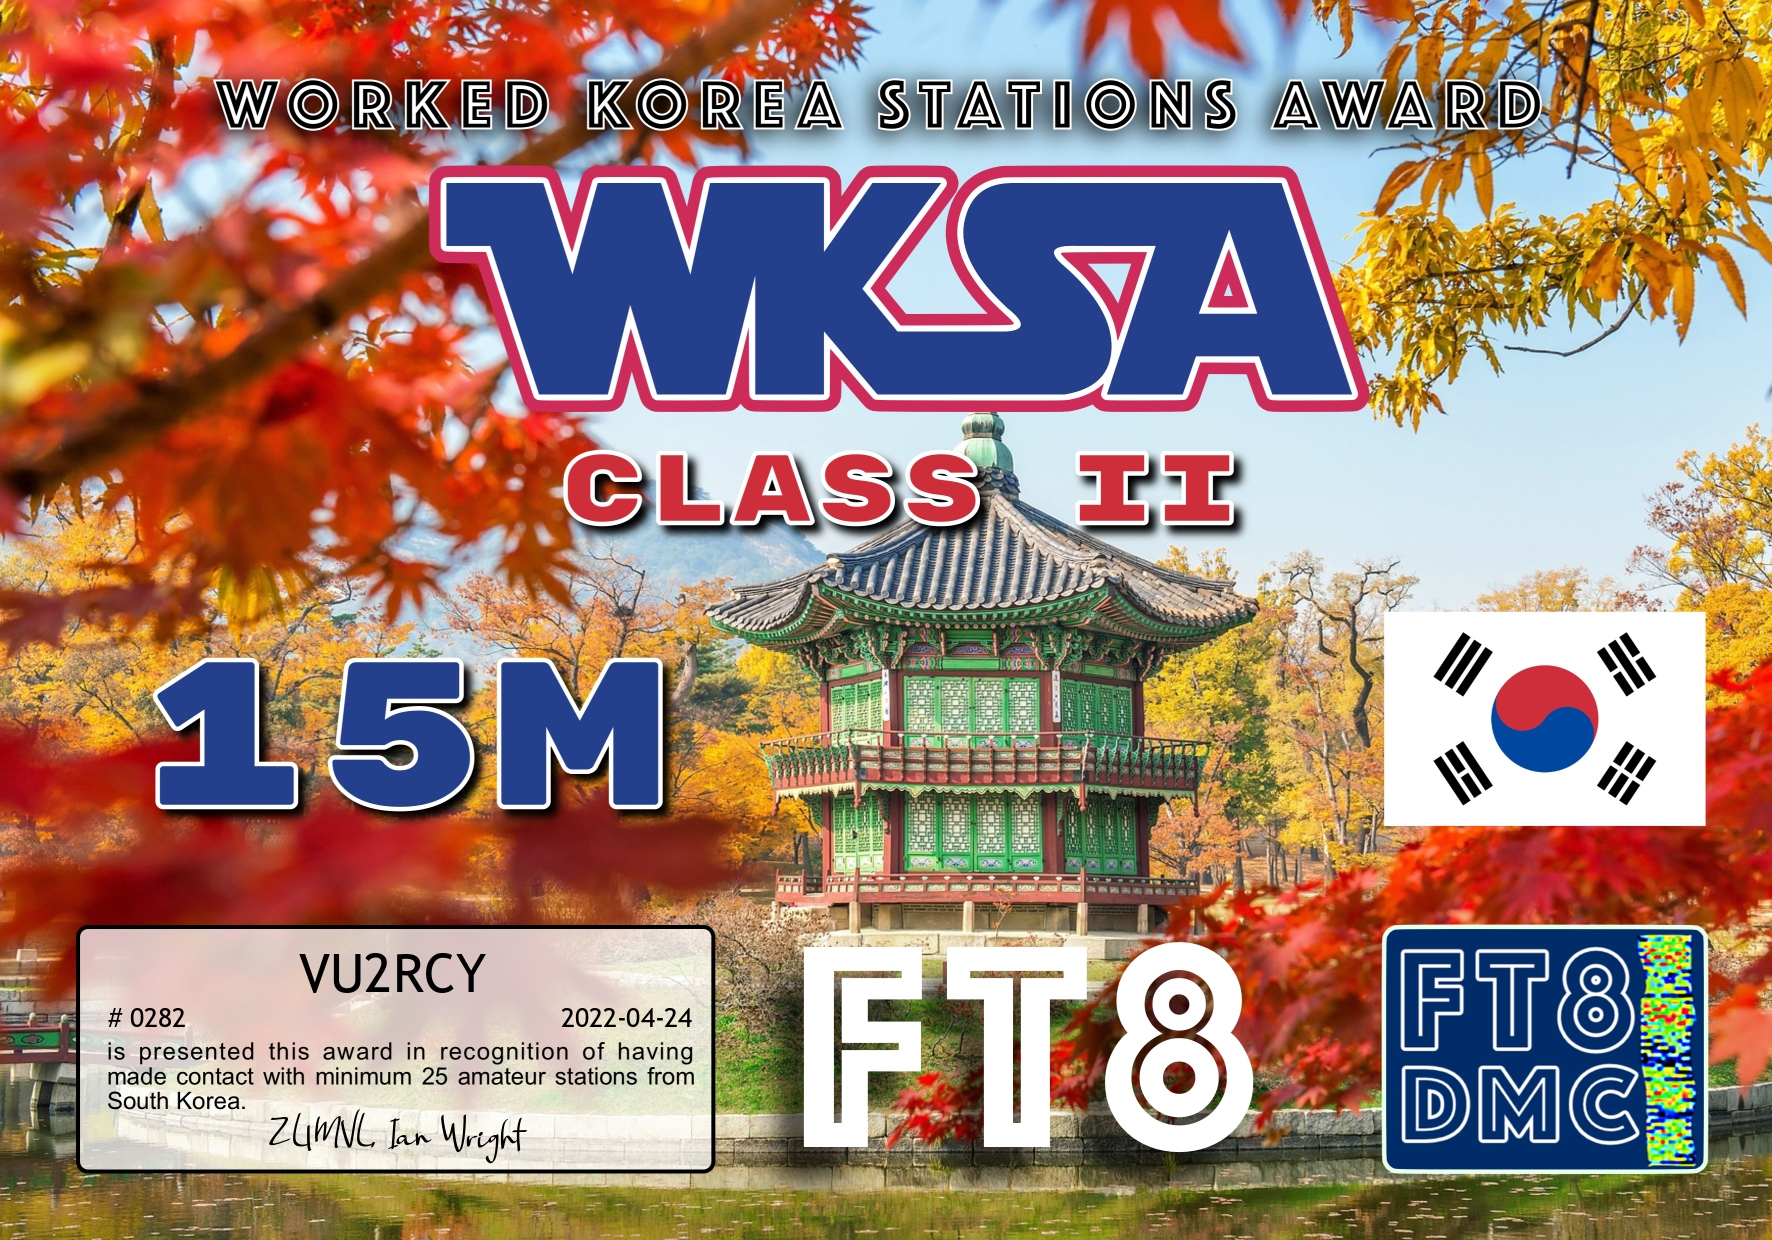 WORKED KOREA STATIONS AWARD
WKSA
CLASS II
15M
VU2RCY
# 0282 2022-04-24
is presented this award in recognition of having
made contact with minimum 25 amateur stations from
South Korea.
ZL4MVL, Ian Wright
FT8
FT8
DMC